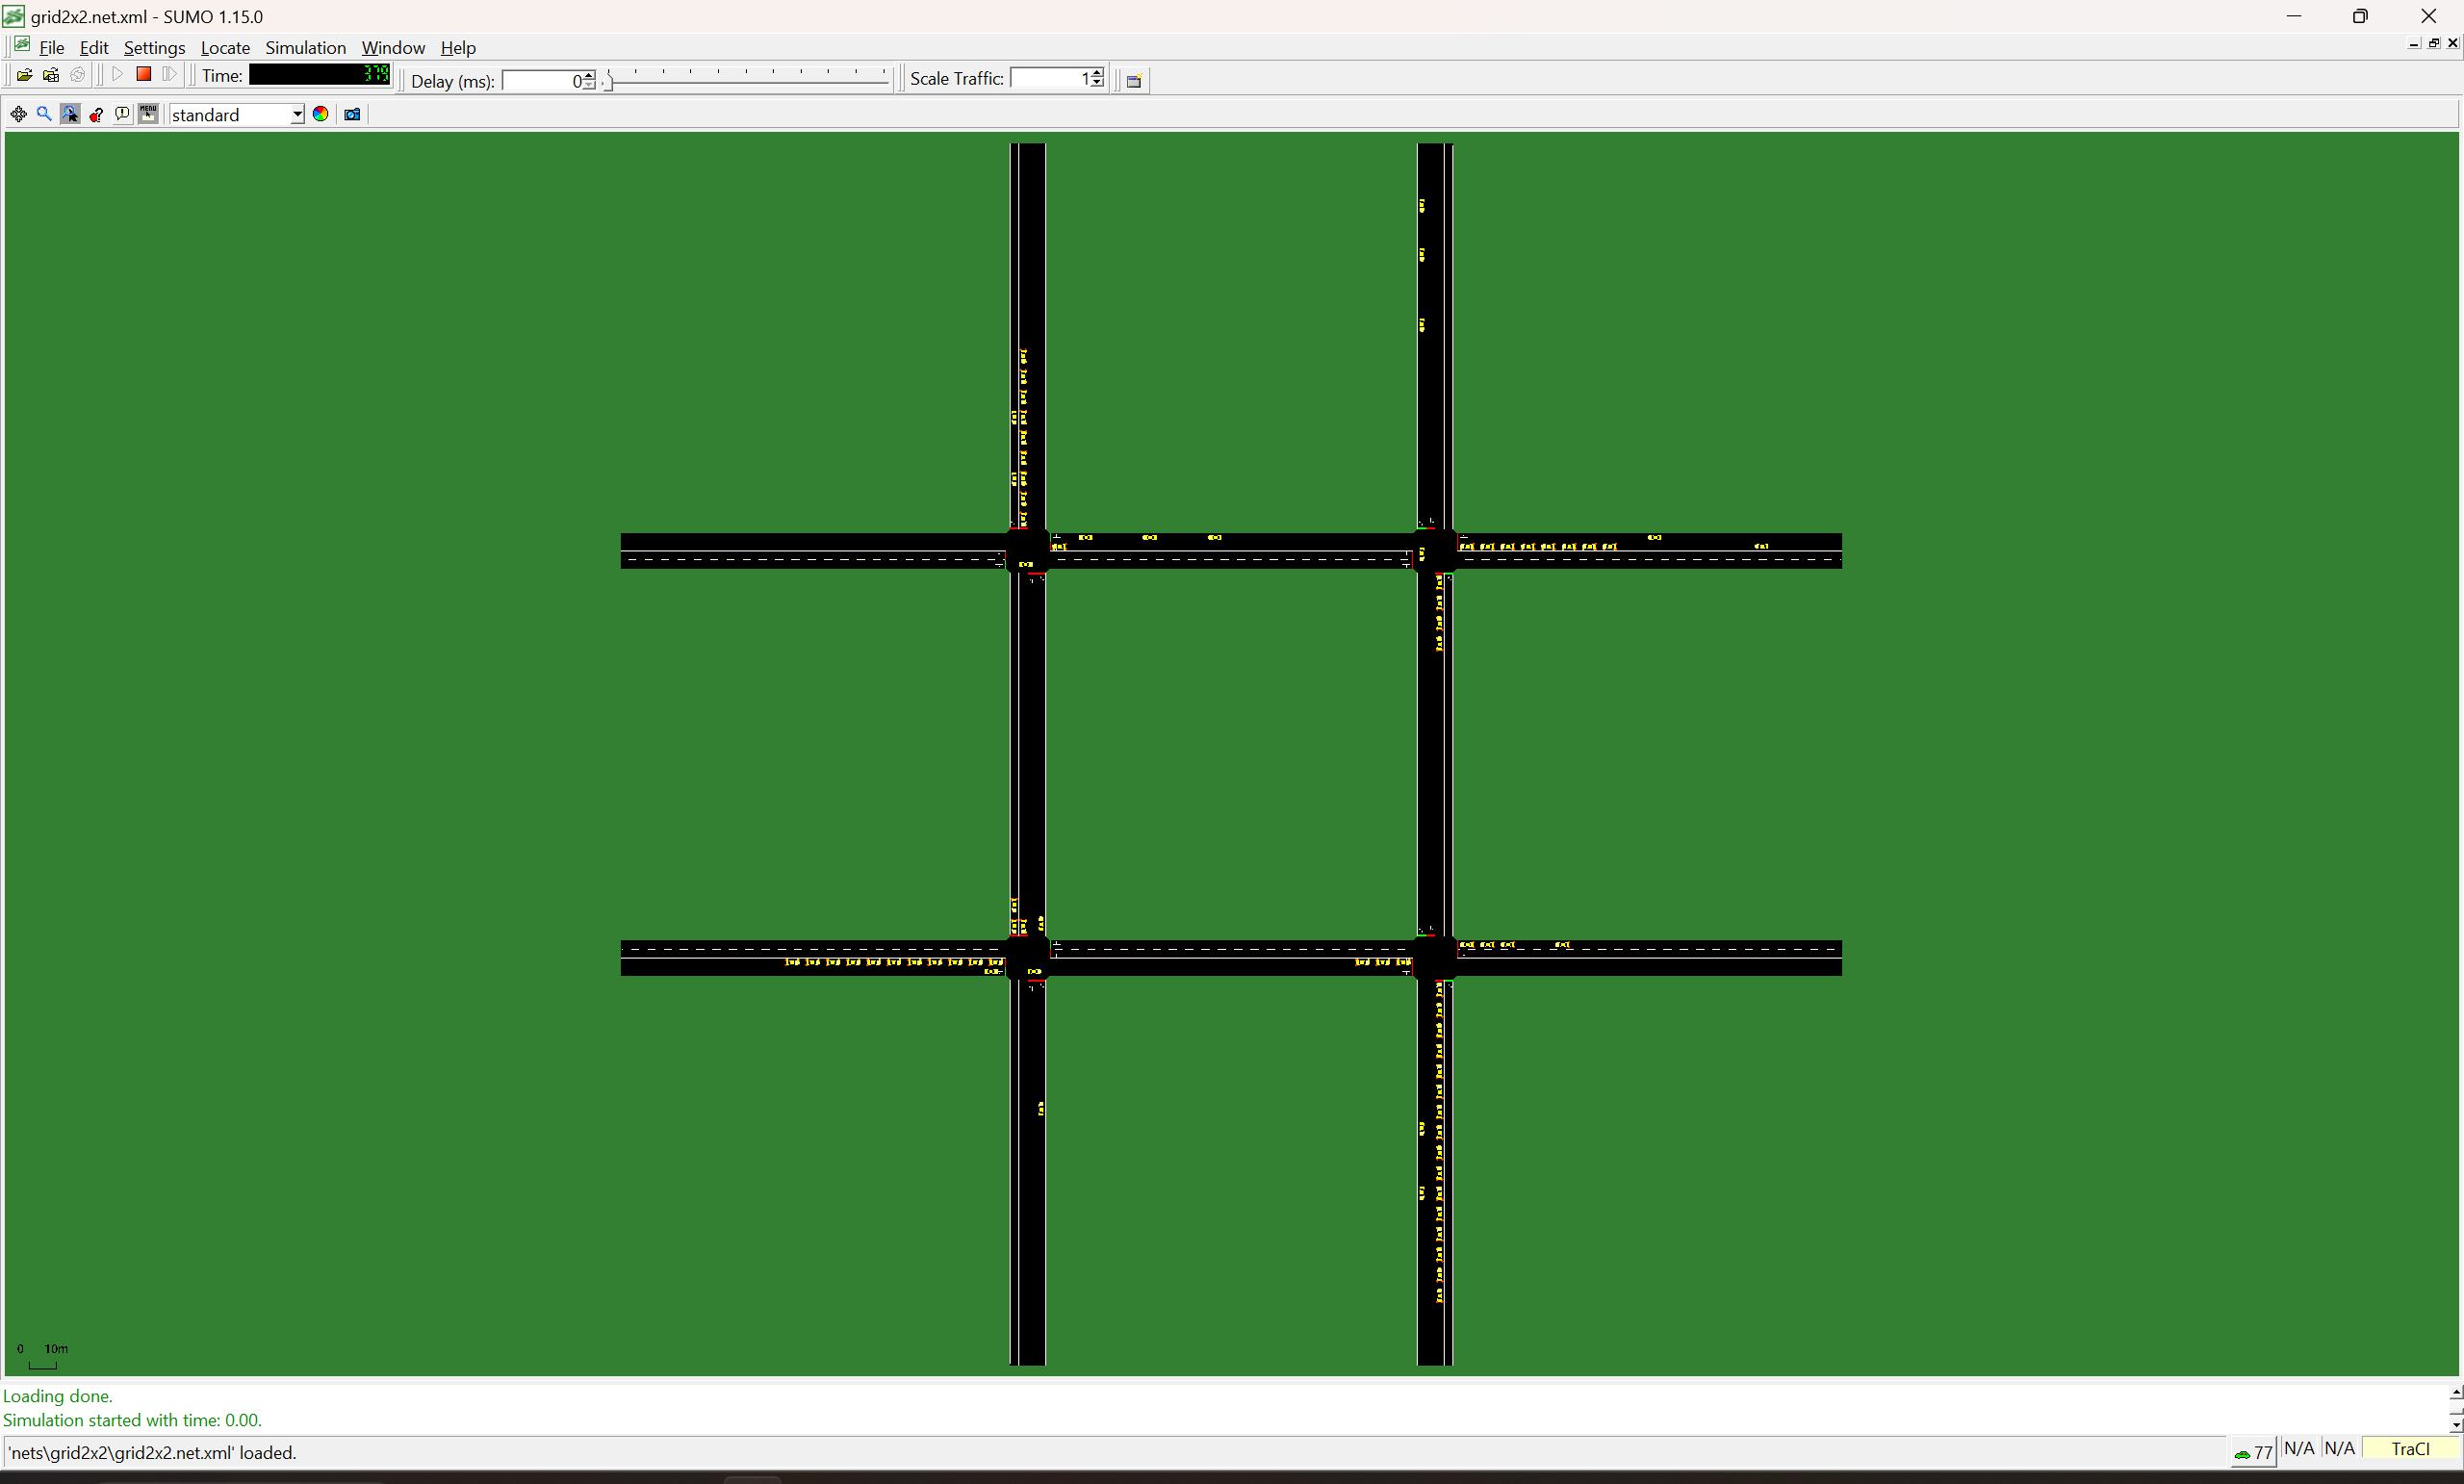 grid2x2.net.xml - SUMO 1.15.0
File Edit Settings Locate Simulation Window Help
Time: 379 Delay (ms): 0 Scale Traffic: 1
MENU standard
0 10m
Loading done.
Simulation started with time: 0.00.
'nets\grid2x2\grid2x2.net.xml' loaded. 77 N/A N/A TraCI